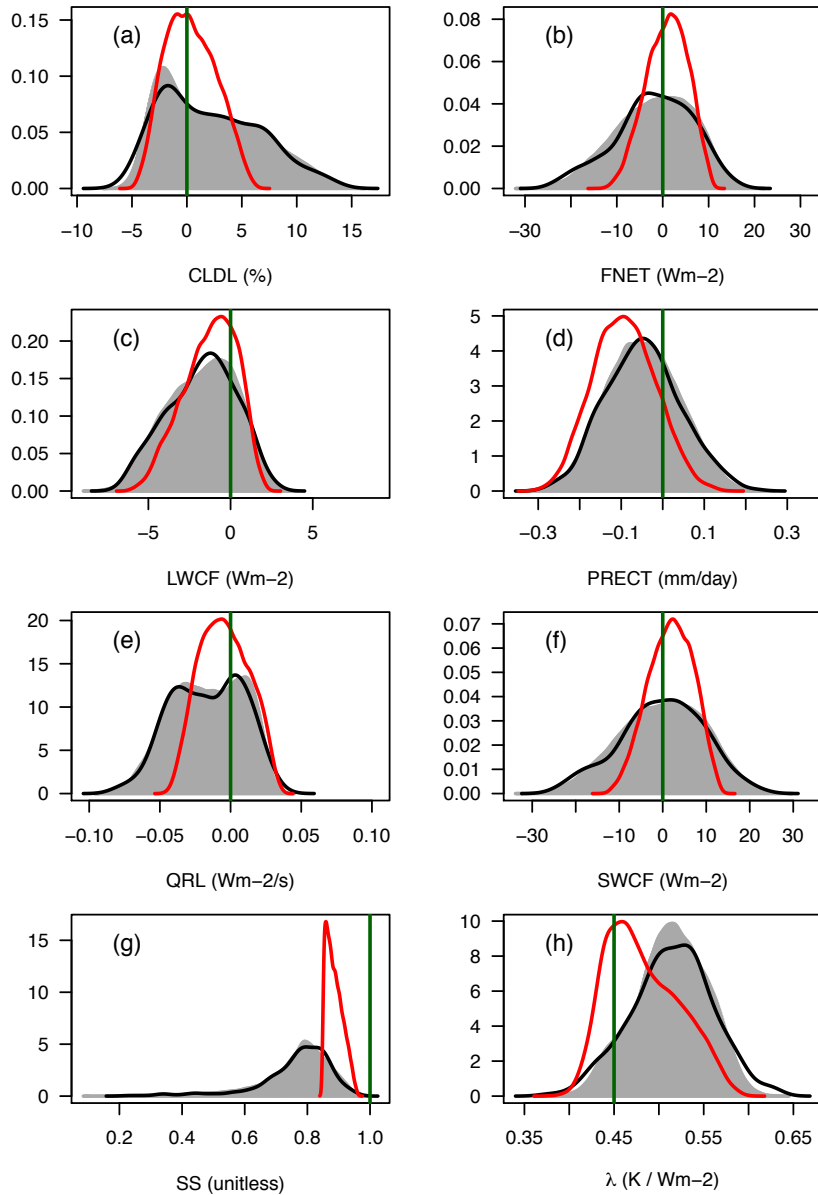 (a)
0.15
0.10
0.05
0.00
−10 −5 0 5 10 15
CLDL (%)
(b)
0.08
0.06
0.04
0.02
0.00
−30 −10 0 10 20 30
FNET (Wm−2)
(c)
0.20
0.15
0.10
0.05
0.00
−5 0 5
LWCF (Wm−2)
(d)
5
4
3
2
1
0
−0.3 −0.1 0.1 0.3
PRECT (mm/day)
(e)
20
15
10
5
0
−0.10 −0.05 0.00 0.05 0.10
QRL (Wm−2/s)
(f)
0.07
0.06
0.05
0.04
0.03
0.02
0.01
0.00
−30 −10 0 10 20 30
SWCF (Wm−2)
(g)
15
10
5
0
0.2 0.4 0.6 0.8 1.0
SS (unitless)
(h)
10
8
6
4
2
0
0.35 0.45 0.55 0.65
λ (K / Wm−2)